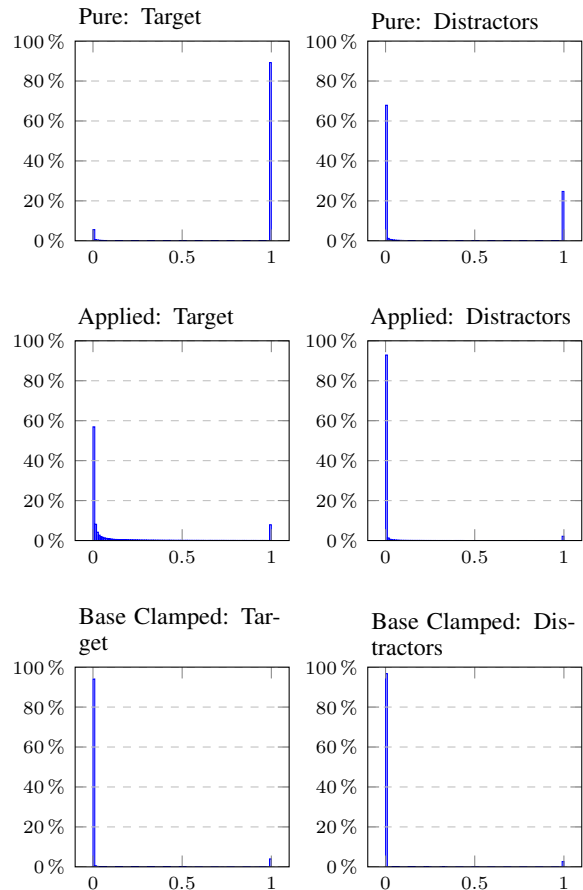 Pure: Target
100 %
80 %
60 %
40 %
20 %
0 %
0 0.5 1
Pure: Distractors
100 %
80 %
60 %
40 %
20 %
0 %
0 0.5 1
Applied: Target
100 %
80 %
60 %
40 %
20 %
0 %
0 0.5 1
Applied: Distractors
100 %
80 %
60 %
40 %
20 %
0 %
0 0.5 1
Base Clamped: Tar-
get
100 %
80 %
60 %
40 %
20 %
0 %
0 0.5 1
Base Clamped: Dis-
tractors
100 %
80 %
60 %
40 %
20 %
0 %
0 0.5 1